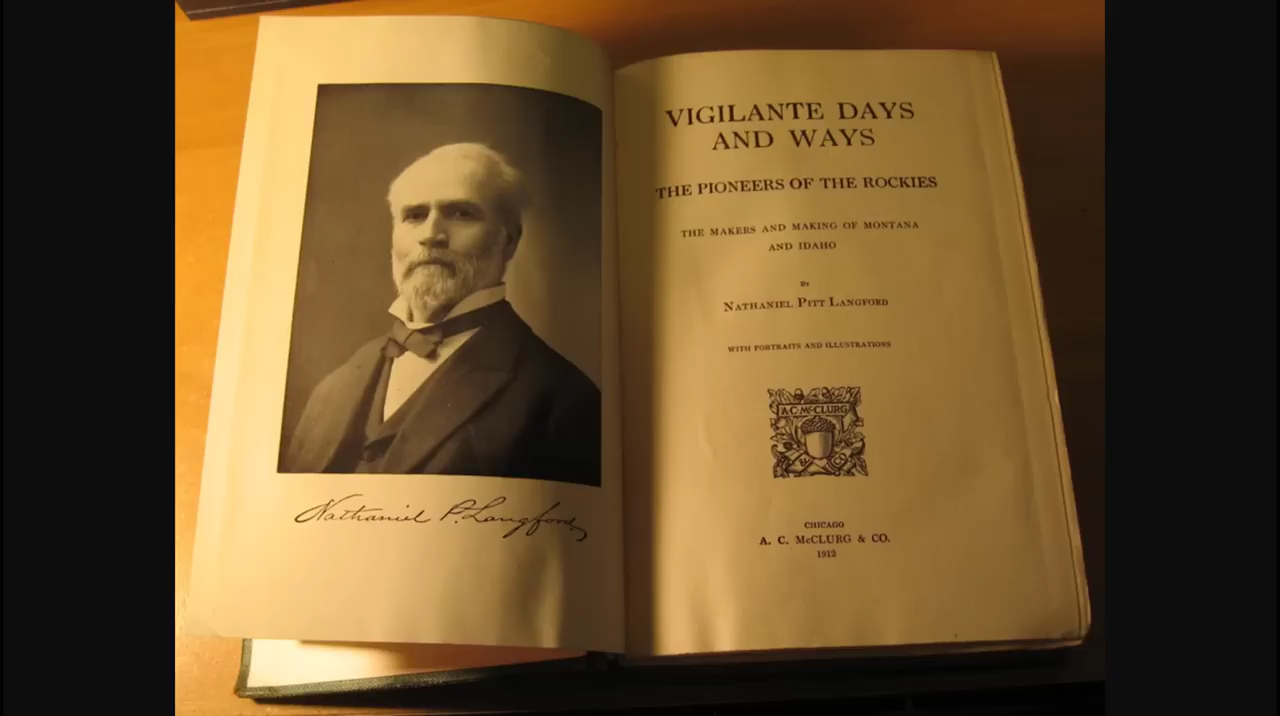 Nathaniel P. Langford
VIGILANTE DAYS
AND WAYS
THE PIONEERS OF THE ROCKIES
THE MAKERS AND MAKING OF MONTANA
AND IDAHO
BY
NATHANIEL PITT LANGFORD
WITH PORTRAITS AND ILLUSTRATIONS
A·C·McCLURG
& CO
CHICAGO
A. C. McCLURG & CO.
1912